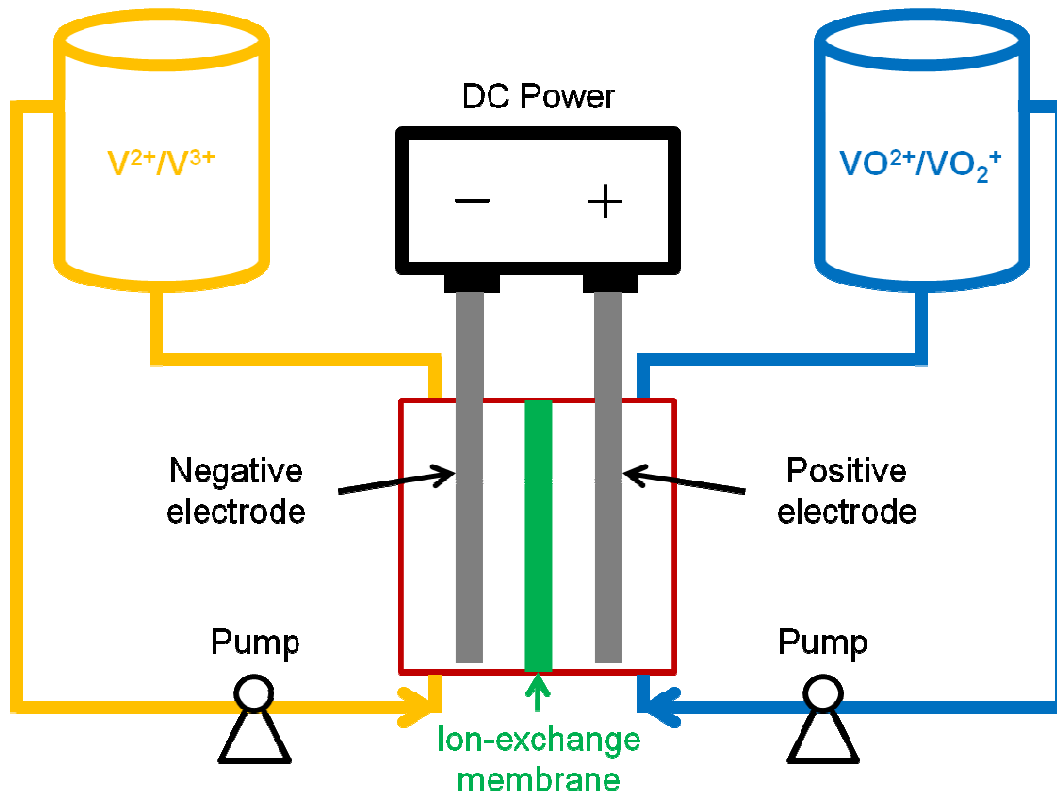 DC Power
V²⁺/V³⁺
VO²⁺/VO₂⁺
− +
Negative
electrode
Positive
electrode
Pump
Pump
Ion-exchange
membrane